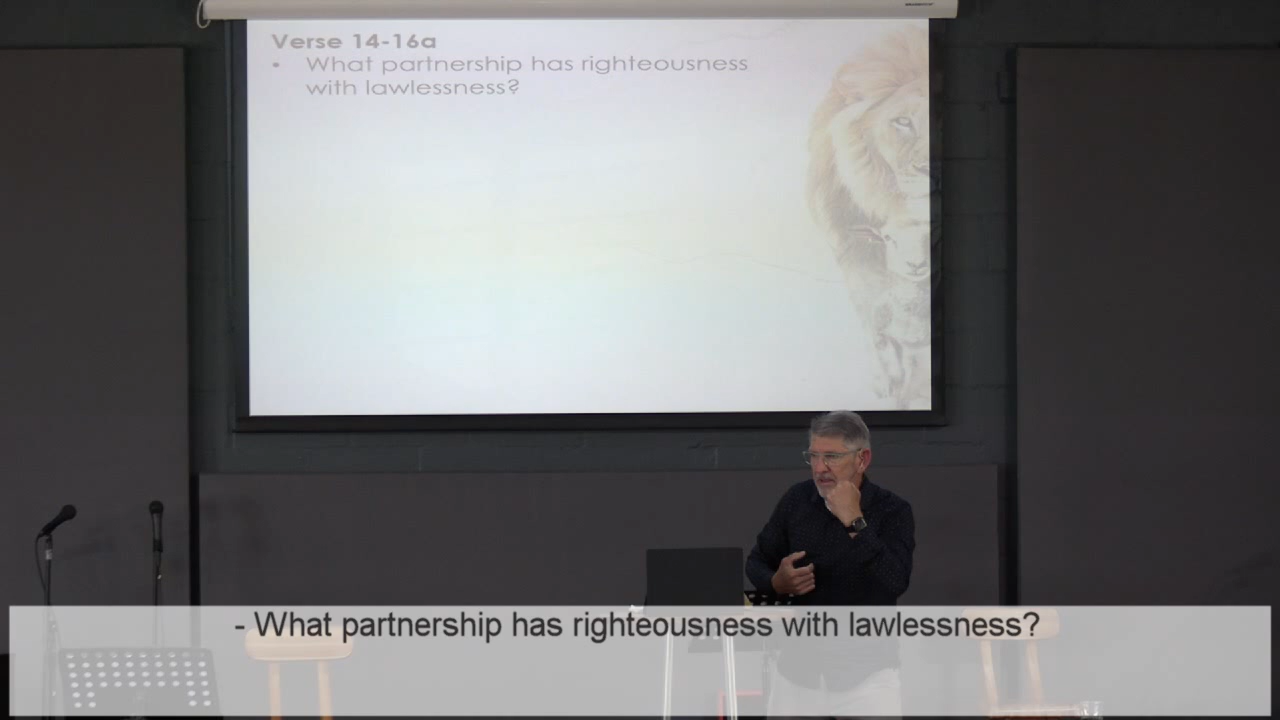 Verse 14-16a
• What partnership has righteousness
with lawlessness?
- What partnership has righteousness with lawlessness?